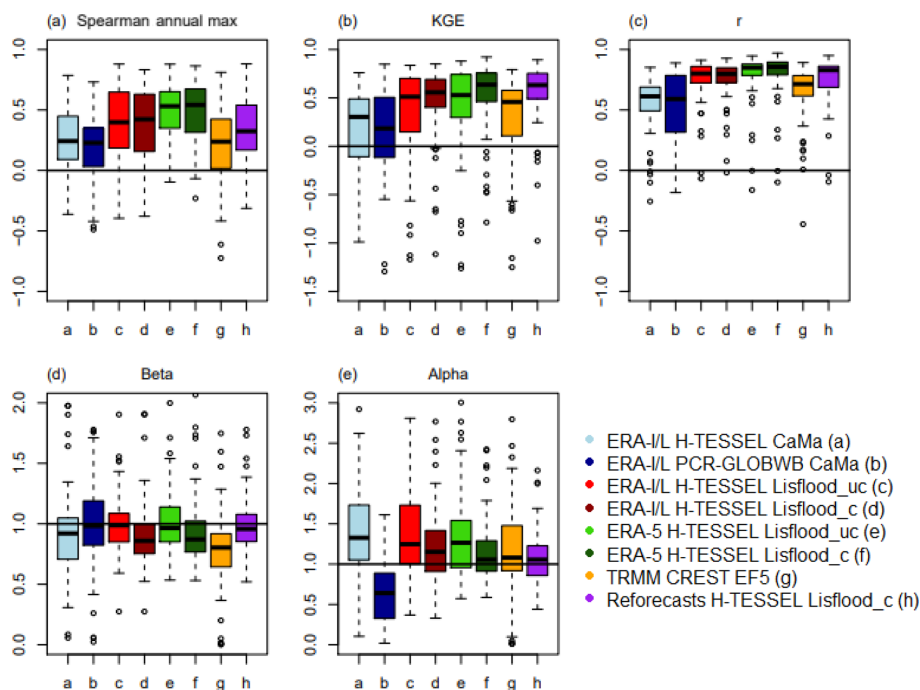 (a) Spearman annual max
(b) KGE
(c) r
1.0
0.5
0.0
−0.5
−1.0
a b c d e f g h
1.0
0.5
0.0
−0.5
−1.0
−1.5
a b c d e f g h
1.0
0.5
0.0
−0.5
−1.0
a b c d e f g h
(d) Beta
(e) Alpha
2.0
1.5
1.0
0.5
0.0
a b c d e f g h
3.0
2.5
2.0
1.5
1.0
0.5
0.0
a b c d e f g h
ERA-I/L H-TESSEL CaMa (a)
ERA-I/L PCR-GLOBWB CaMa (b)
ERA-I/L H-TESSEL Lisflood_uc (c)
ERA-I/L H-TESSEL Lisflood_c (d)
ERA-5 H-TESSEL Lisflood_uc (e)
ERA-5 H-TESSEL Lisflood_c (f)
TRMM CREST EF5 (g)
Reforecasts H-TESSEL Lisflood_c (h)